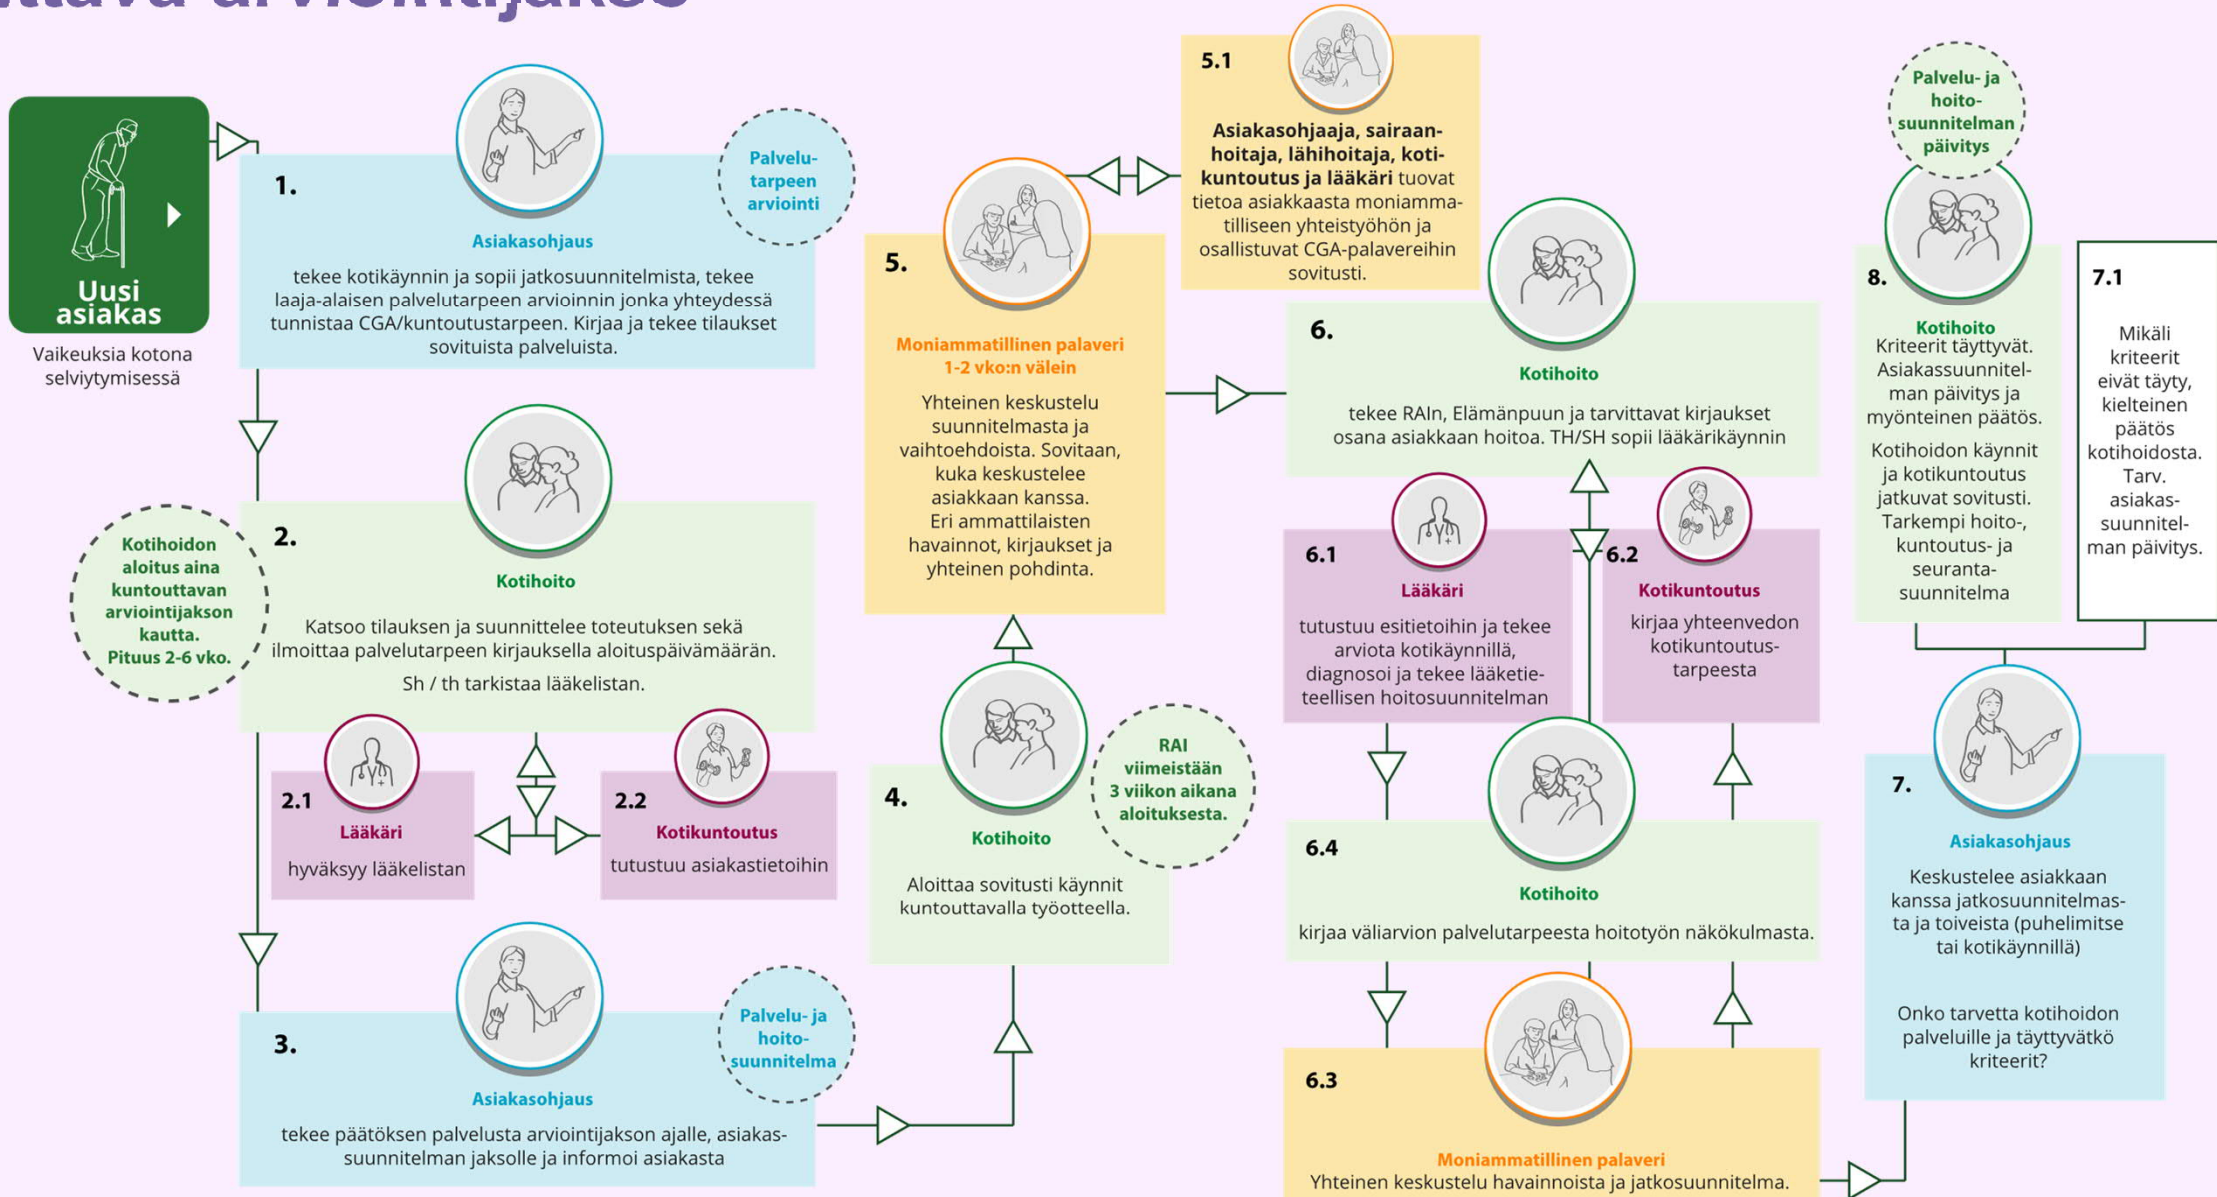 arviointijakso
Uusi
asiakas
Vaikeuksia kotona
selviytymisessä
1.
Palvelu-
tarpeen
arviointi
Asiakasohjaus
tekee kotikäynnin ja sopii jatkosuunnitelmista, tekee
laaja-alaisen palvelutarpeen arvioinnin jonka yhteydessä
tunnistaa CGA/kuntoutustarpeen. Kirjaa ja tekee tilaukset
sovituista palveluista.
Kotihoidon
aloitus aina
kuntouttavan
arviointijakson
kautta.
Pituus 2-6 vko.
2.
Kotihoito
Katsoo tilauksen ja suunnittelee toteutuksen sekä
ilmoittaa palvelutarpeen kirjauksella aloituspäivämäärän.
Sh / th tarkistaa lääkelistan.
2.1
Lääkäri
hyväksyy lääkelistan
2.2
Kotikuntoutus
tutustuu asiakastietoihin
3.
Palvelu- ja
hoito-
suunnitelma
Asiakasohjaus
tekee päätöksen palvelusta arviointijakson ajalle, asiakas-
suunnitelman jaksolle ja informoi asiakasta
4.
RAI
viimeistään
3 viikon aikana
aloituksesta.
Kotihoito
Aloittaa sovitusti käynnit
kuntouttavalla työotteella.
5.
Moniammatillinen palaveri
1-2 vko:n välein
Yhteinen keskustelu
suunnitelmasta ja
vaihtoehdoista. Sovitaan,
kuka keskustelee
asiakkaan kanssa.
Eri ammattilaisten
havainnot, kirjaukset ja
yhteinen pohdinta.
5.1
Asiakasohjaaja, sairaan-
hoitaja, lähihoitaja, koti-
kuntoutus ja lääkäri tuovat
tietoa asiakkaasta moniamma-
tilliseen yhteistyöhön ja
osallistuvat CGA-palavereihin
sovitusti.
6.
Kotihoito
tekee RAIn, Elämänpuun ja tarvittavat kirjaukset
osana asiakkaan hoitoa. TH/SH sopii lääkärikäynnin
6.1
Lääkäri
tutustuu esitietoihin ja tekee
arviota kotikäynnillä,
diagnosoi ja tekee lääketie-
teellisen hoitosuunnitelman
6.2
Kotikuntoutus
kirjaa yhteenvedon
kotikuntoutus-
tarpeesta
6.4
Kotihoito
kirjaa väliarvion palvelutarpeesta hoitotyön näkökulmasta.
6.3
Moniammatillinen palaveri
Yhteinen keskustelu havainnoista ja jatkosuunnitelma.
7.
Asiakasohjaus
Keskustelee asiakkaan
kanssa jatkosuunnitelmas-
ta ja toiveista (puhelimitse
tai kotikäynnillä)
Onko tarvetta kotihoidon
palveluille ja täyttyvätkö
kriteerit?
Palvelu- ja
hoito-
suunnitelman
päivitys
8.
Kotihoito
Kriteerit täyttyvät.
Asiakassuunnitel-
man päivitys ja
myönteinen päätös.
Kotihoidon käynnit
ja kotikuntoutus
jatkuvat sovitusti.
Tarkempi hoito-,
kuntoutus- ja
seuranta-
suunnitelma
7.1
Mikäli
kriteerit
eivät täyty,
kielteinen
päätös
kotihoidosta.
Tarv.
asiakas-
suunnitel-
man päivitys.